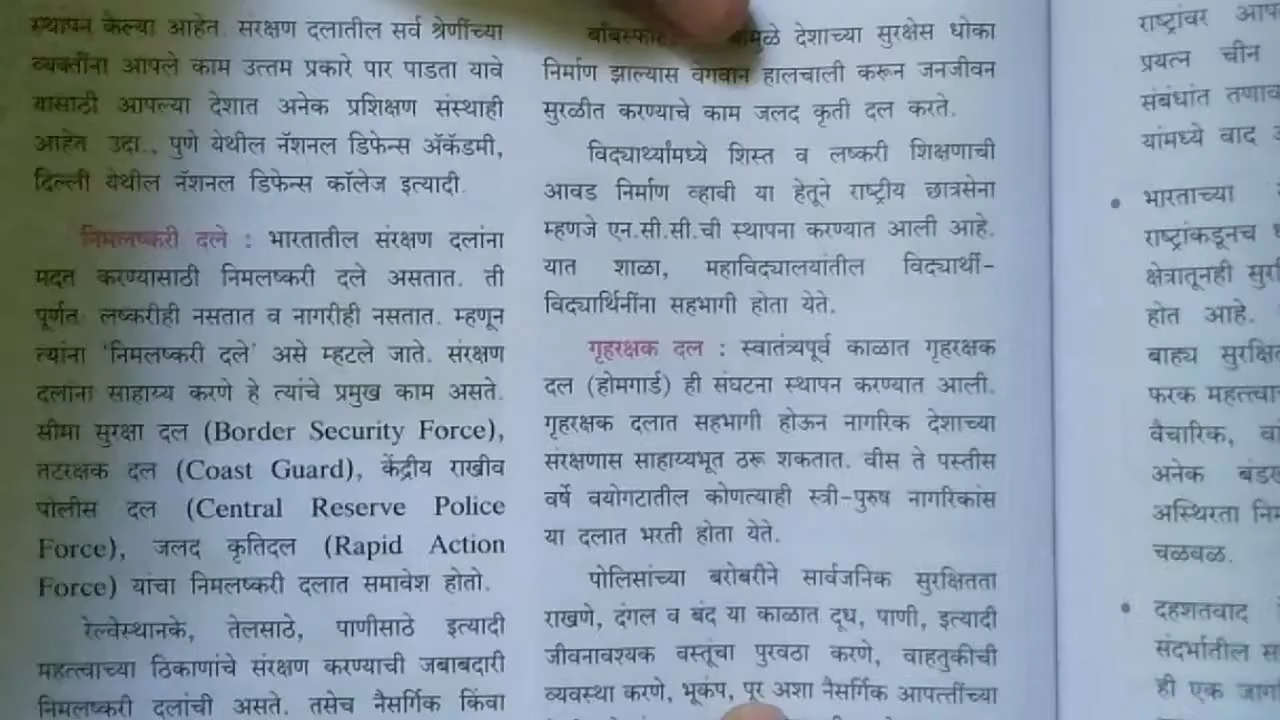 स्थापन केल्या आहेत. संरक्षण दलातील सर्व श्रेणींच्या
व्यक्तींना आपले काम उत्तम प्रकारे पार पाडता यावे
यासाठी आपल्या देशात अनेक प्रशिक्षण संस्थाही
आहेत उदा., पुणे येथील नॅशनल डिफेन्स ॲकॅडमी,
दिल्ली येथील नॅशनल डिफेन्स कॉलेज इत्यादी.
निमलष्करी दले : भारतातील संरक्षण दलांना
मदत करण्यासाठी निमलष्करी दले असतात. ती
पूर्णतः लष्करीही नसतात व नागरीही नसतात. म्हणून
त्यांना 'निमलष्करी दले' असे म्हटले जाते. संरक्षण
दलांना साहाय्य करणे हे त्यांचे प्रमुख काम असते.
सीमा सुरक्षा दल (Border Security Force),
तटरक्षक दल (Coast Guard), केंद्रीय राखीव
पोलीस दल (Central Reserve Police
Force), जलद कृतिदल (Rapid Action
Force) यांचा निमलष्करी दलात समावेश होतो.
रेल्वेस्थानके, तेलसाठे, पाणीसाठे इत्यादी
महत्त्वाच्या ठिकाणांचे संरक्षण करण्याची जबाबदारी
निमलष्करी दलांची असते. तसेच नैसर्गिक किंवा
देशाच्या सुरक्षेस धोका
निर्माण झाल्यास वेगवान हालचाली करून जनजीवन
सुरळीत करण्याचे काम जलद कृती दल करते.
विद्यार्थ्यांमध्ये शिस्त व लष्करी शिक्षणाची
आवड निर्माण व्हावी या हेतूने राष्ट्रीय छात्रसेना
म्हणजे एन.सी.सी.ची स्थापना करण्यात आली आहे.
यात शाळा, महाविद्यालयांतील विद्यार्थी-
विद्यार्थिनींना सहभागी होता येते.
गृहरक्षक दल : स्वातंत्र्यपूर्व काळात गृहरक्षक
दल (होमगार्ड) ही संघटना स्थापन करण्यात आली.
गृहरक्षक दलात सहभागी होऊन नागरिक देशाच्या
संरक्षणास साहाय्यभूत ठरू शकतात. वीस ते पस्तीस
वर्षे वयोगटातील कोणत्याही स्त्री-पुरुष नागरिकांस
या दलात भरती होता येते.
पोलिसांच्या बरोबरीने सार्वजनिक सुरक्षितता
राखणे, दंगल व बंद या काळात दूध, पाणी, इत्यादी
जीवनावश्यक वस्तूंचा पुरवठा करणे, वाहतुकीची
व्यवस्था करणे, भूकंप, पूर अशा नैसर्गिक आपत्तींच्या
राष्ट्रांवर
प्रयत्न चीन
संबंधांत
यांमध्ये वाद
• भारताच्या
राष्ट्रांकडूनच
क्षेत्रातूनही
होत आहे.
बाह्य
फरक
वैचारिक,
अनेक
अस्थिरता
चळवळ.
• दहशतवाद
संदर्भातील
ही एक